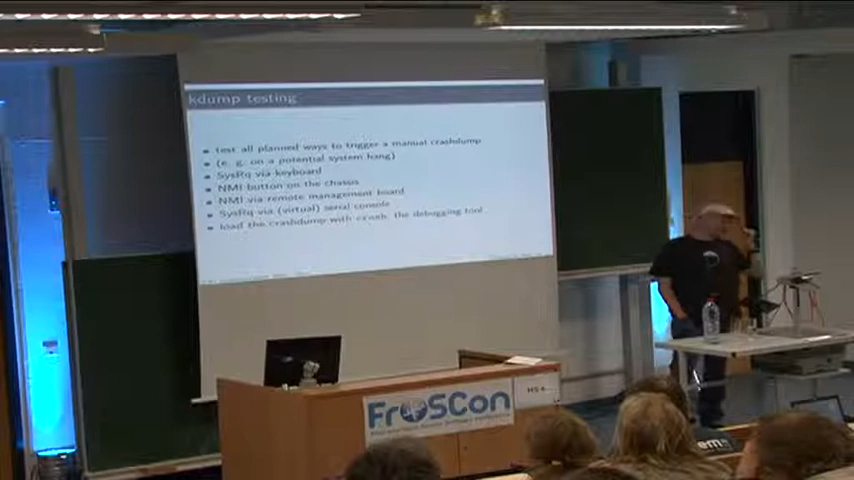 kdump testing
test all planned ways to trigger a manual crashdump
(e. g. on a potential system hang)
SysRq via keyboard
NMI button on the chassis
NMI via remote management board
SysRq via (virtual) serial console
load the crashdump with crash, the debugging tool
FrOSCon
HS 4